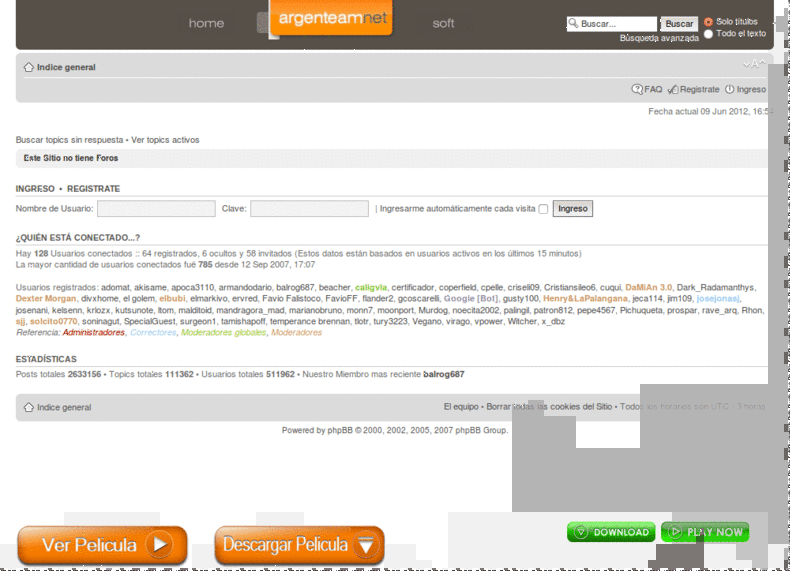 home argenteamnet soft
Buscar... Buscar Solo títulos
Todo el texto
Búsqueda avanzada
Indice general
FAQ Registrate Ingreso
Fecha actual 09 Jun 2012, 16:54
Buscar topics sin respuesta • Ver topics activos
Este Sitio no tiene Foros
INGRESO • REGISTRATE
Nombre de Usuario: Clave: | Ingresarme automáticamente cada visita Ingreso
¿QUIÉN ESTÁ CONECTADO...?
Hay 128 Usuarios conectados :: 64 registrados, 6 ocultos y 58 invitados (Estos datos están basados en usuarios activos en los últimos 15 minutos)
La mayor cantidad de usuarios conectados fué 785 desde 12 Sep 2007, 17:07
Usuarios registrados: adomat, akisame, apoca3110, armandodario, balrog687, beacher, caligvla, certificador, coperfield, cpelle, criseli09, Cristiansileo6, cuqui, DaMiAn 3.0, Dark_Radamanthys,
Dexter Morgan, divxhome, el golem, elbubi, elmarkivo, ervred, Favio Falistoco, FavioFF, flander2, gcoscarelli, Google [Bot], gusty100, Henry&LaPalangana, jeca114, jim109, josejonasj,
josenani, kelsenn, krlozx, kutsunote, ltom, malditoid, mandragora_mad, marianobruno, monn7, moonport, Murdog, noecita2002, palingil, patron812, pepe4567, Pichuqueta, prospar, rave_arq, Rhon,
sjj, solcito0770, soninagut, SpecialGuest, surgeon1, tamishapoff, temperance brennan, tlotr, tury3223, Vegano, virago, vpower, Witcher, x_dbz
Referencia: Administradores, Correctores, Moderadores globales, Moderadores
ESTADÍSTICAS
Posts totales 2633156 • Topics totales 111362 • Usuarios totales 511962 • Nuestro Miembro mas reciente balrog687
Indice general El equipo • Borrar todas las cookies del Sitio • Todos los horarios son UTC - 3 horas
Powered by phpBB © 2000, 2002, 2005, 2007 phpBB Group.
Ver Pelicula Descargar Pelicula DOWNLOAD PLAY NOW